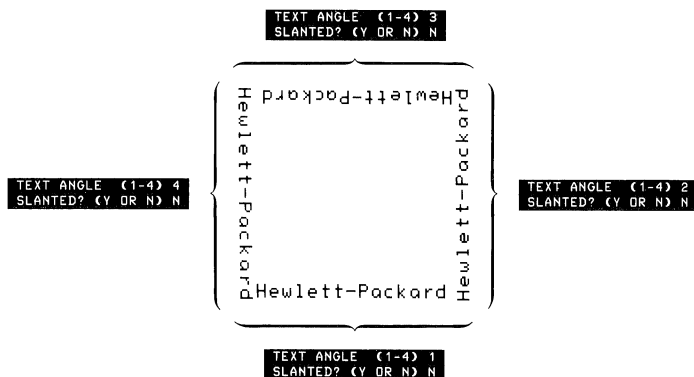 TEXT ANGLE (1-4) 3
SLANTED? (Y OR N) N
Hewlett-Packard
Hewlett-Packard
Hewlett-Packard
TEXT ANGLE (1-4) 4
SLANTED? (Y OR N) N
TEXT ANGLE (1-4) 2
SLANTED? (Y OR N) N
Hewlett-Packard
TEXT ANGLE (1-4) 1
SLANTED? (Y OR N) N